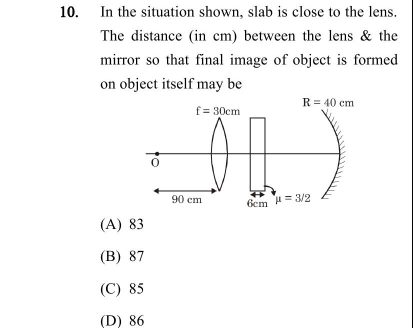 10. In the situation shown, slab is close to the lens.
The distance (in cm) between the lens & the
mirror so that final image of object is formed
on object itself may be
R = 40 cm
f = 30cm
O
90 cm
6cm
μ = 3/2
(A) 83
(B) 87
(C) 85
(D) 86